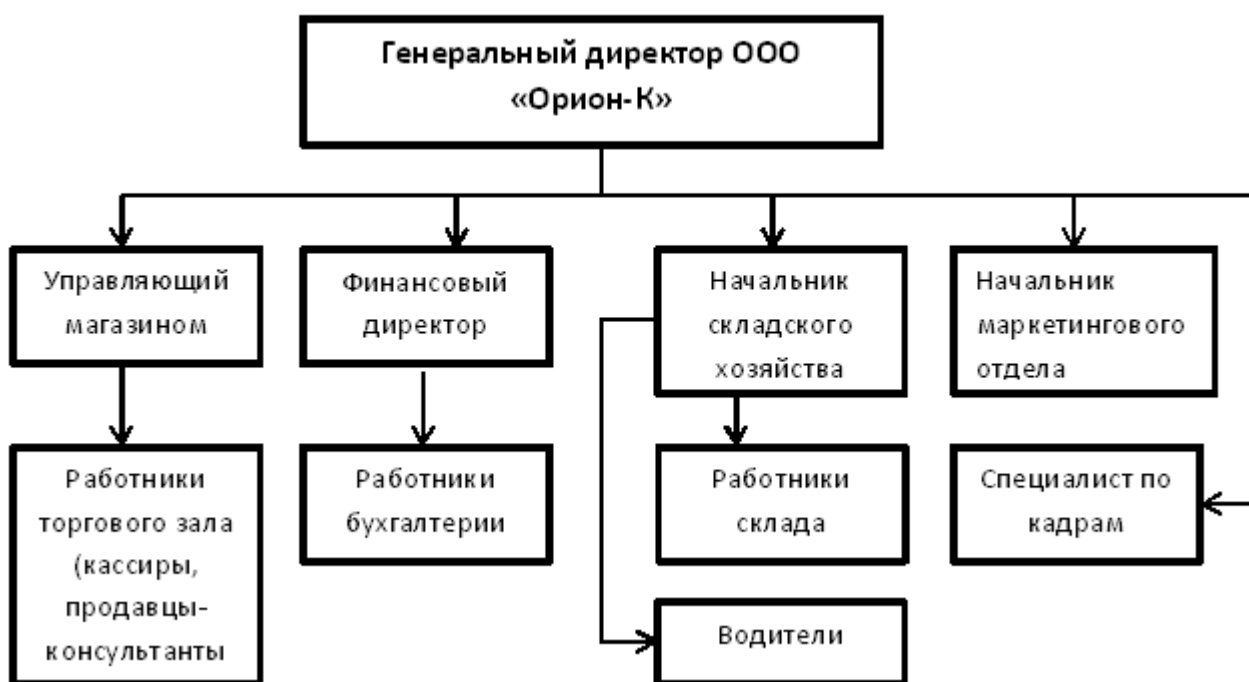 Генеральный директор ООО
«Орион-К»
Управляющий
магазином
Финансовый
директор
Начальник
складского
хозяйства
Начальник
маркетингового
отдела
Работники
торгового зала
(кассиры,
продавцы-
консультанты
Работники
бухгалтерии
Работники
склада
Специалист по
кадрам
Водители